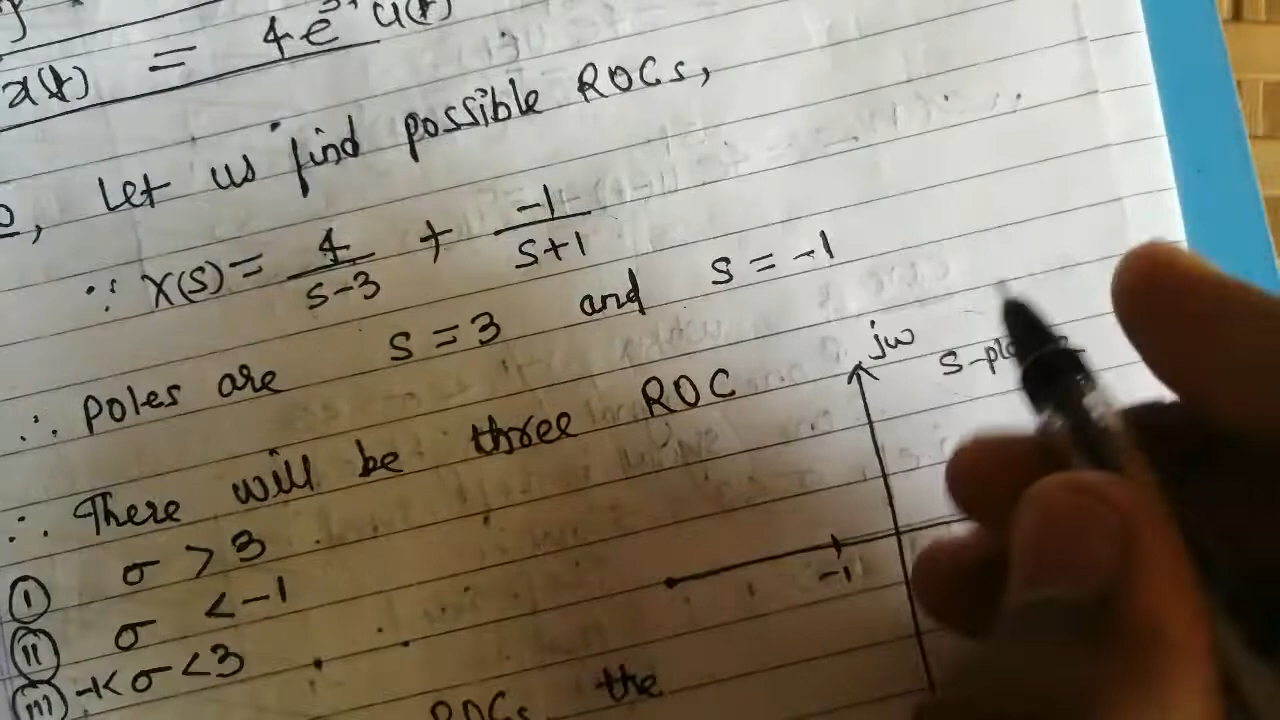 x(t) = 4e u(t)
Let us find possible ROCs,
∵ X(s) = 4/(s-3) + -1/(s+1)
∴ Poles are s = 3 and s = -1
jω
∴ There will be three ROC
(i) σ > 3
(ii) σ < -1
-1
(iii) -1 < σ < 3
ROCs the